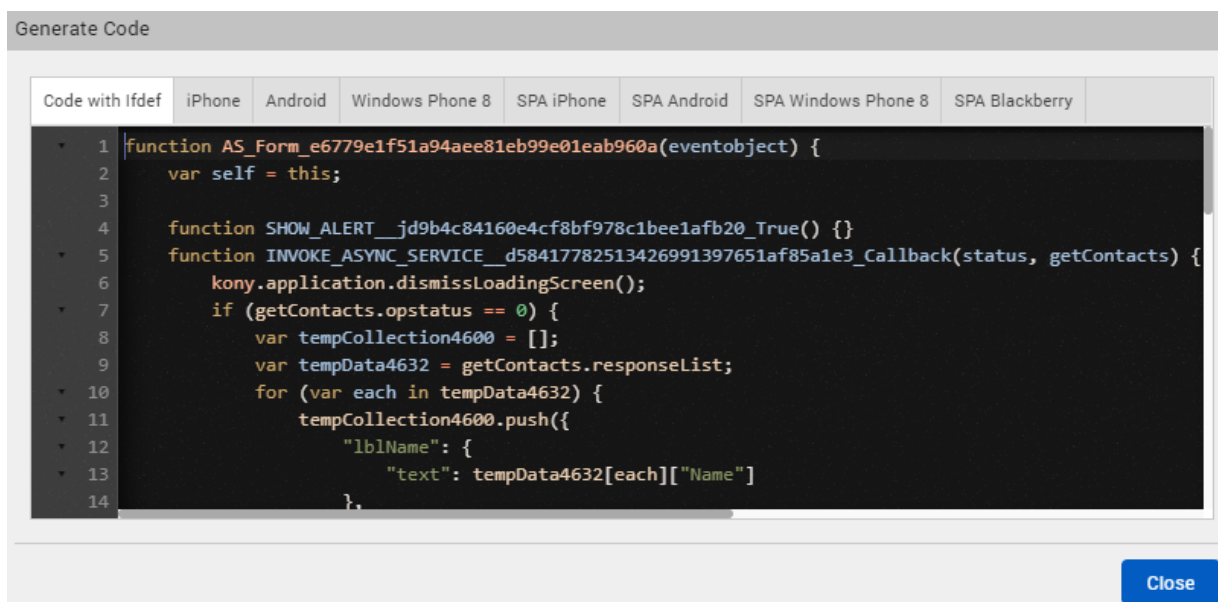 Generate Code
Code with Ifdef iPhone Android Windows Phone 8 SPA iPhone SPA Android SPA Windows Phone 8 SPA Blackberry
1 function AS_Form_e6779e1f51a94aee81eb99e01eab960a(eventobject) {
2 var self = this;
3
4 function SHOW_ALERT__jd9b4c84160e4cf8bf978c1bee1afb20_True() {}
5 function INVOKE_ASYNC_SERVICE__d58417782513426991397651af85a1e3_Callback(status, getContacts) {
6 kony.application.dismissLoadingScreen();
7 if (getContacts.opstatus == 0) {
8 var tempCollection4600 = [];
9 var tempData4632 = getContacts.responseList;
10 for (var each in tempData4632) {
11 tempCollection4600.push({
12 "lblName": {
13 "text": tempData4632[each]["Name"]
14 },
Close